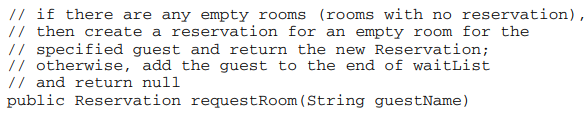 // if there are any empty rooms (rooms with no reservation),
// then create a reservation for an empty room for the
// specified guest and return the new Reservation;
// otherwise, add the guest to the end of waitList
// and return null
public Reservation requestRoom(String guestName)